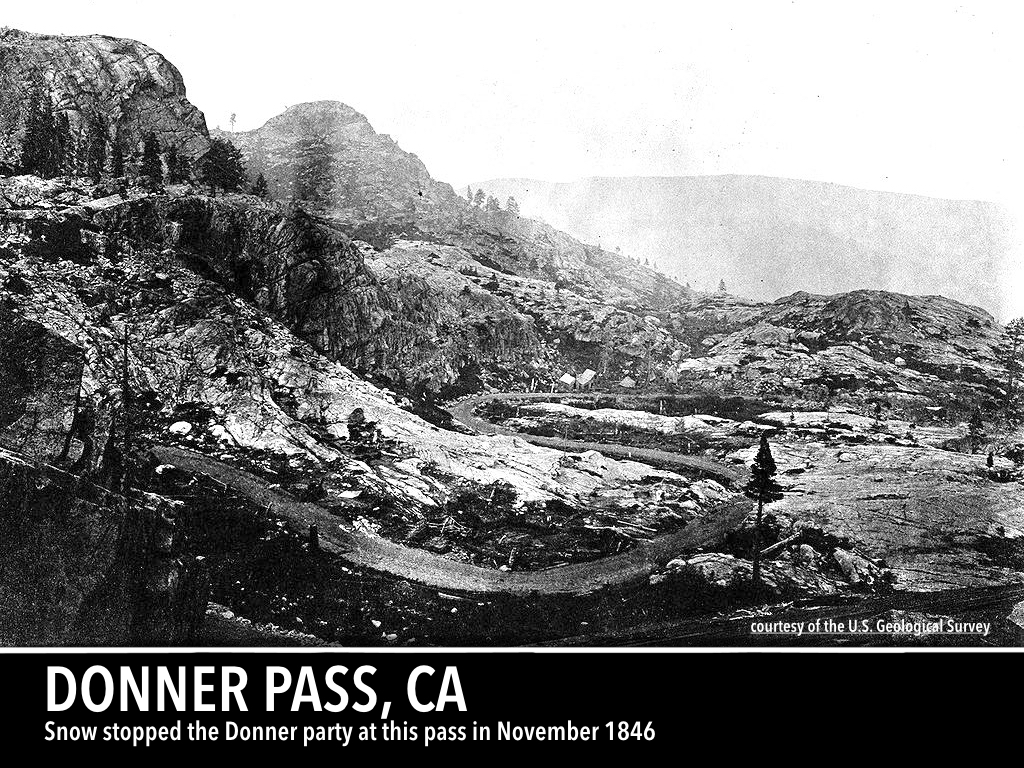 courtesy of the U.S. Geological Survey
DONNER PASS, CA
Snow stopped the Donner party at this pass in November 1846